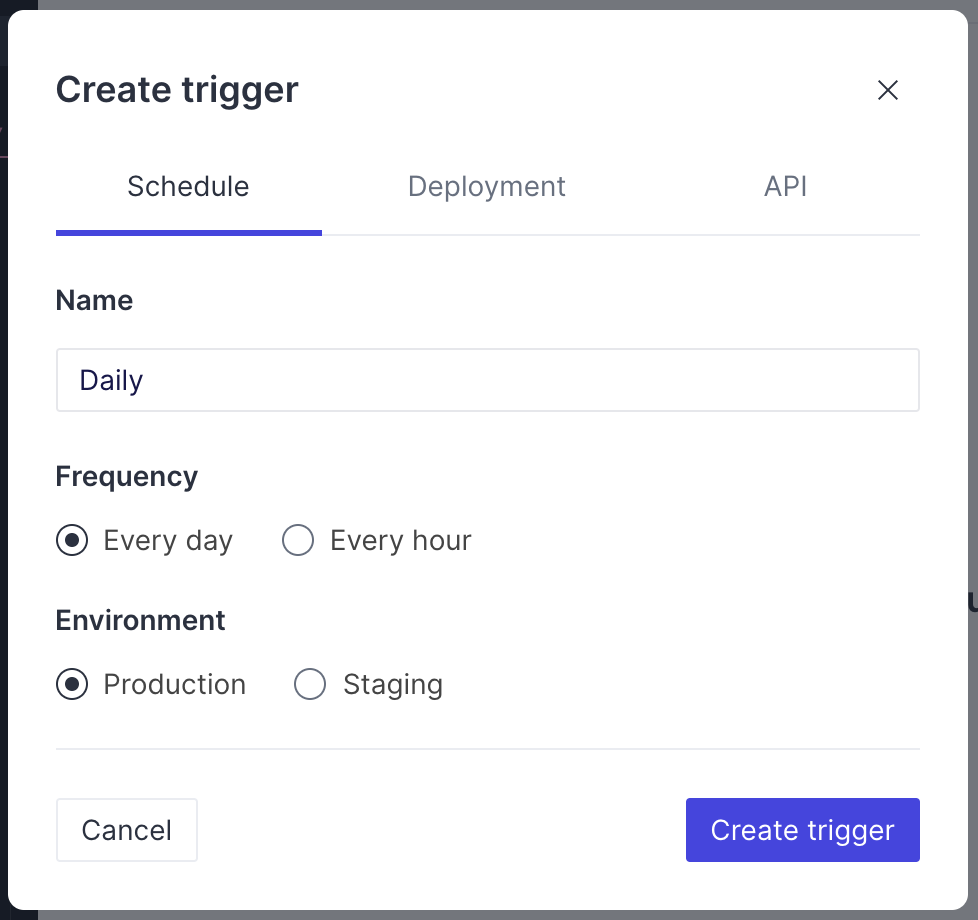 Create trigger
Schedule Deployment API
Name
Daily
Frequency
Every day Every hour
Environment
Production Staging
Cancel Create trigger